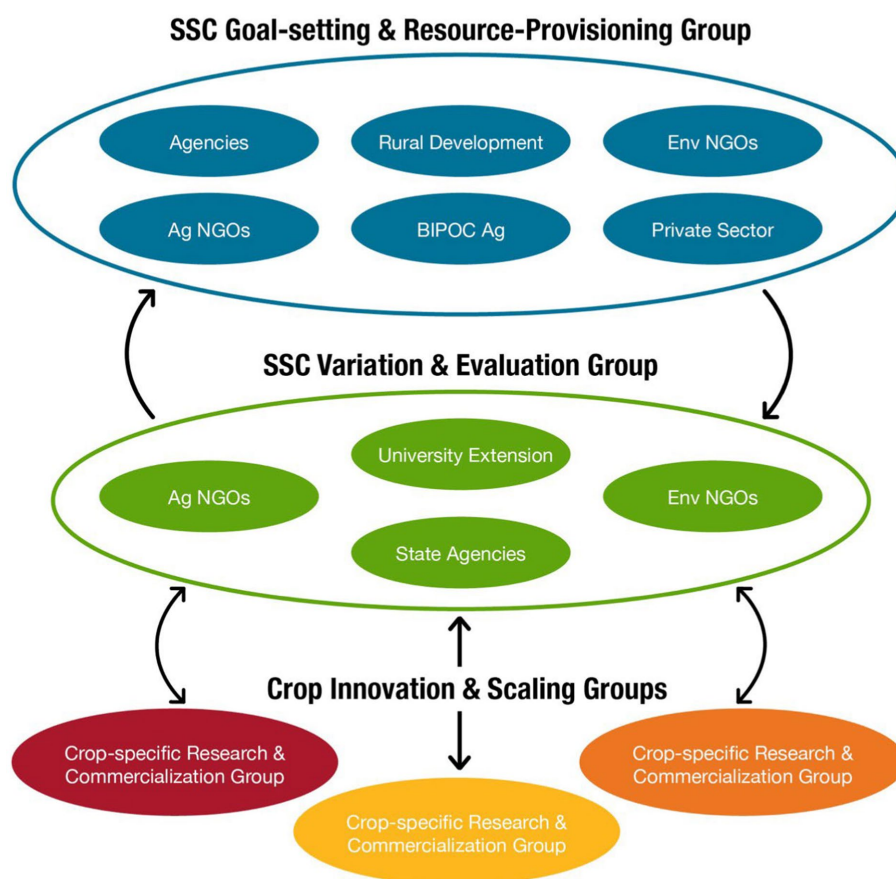 SSC Goal-setting & Resource-Provisioning Group
Agencies
Rural Development
Env NGOs
Ag NGOs
BIPOC Ag
Private Sector
SSC Variation & Evaluation Group
University Extension
Ag NGOs
Env NGOs
State Agencies
Crop Innovation & Scaling Groups
Crop-specific Research &
Commercialization Group
Crop-specific Research &
Commercialization Group
Crop-specific Research &
Commercialization Group